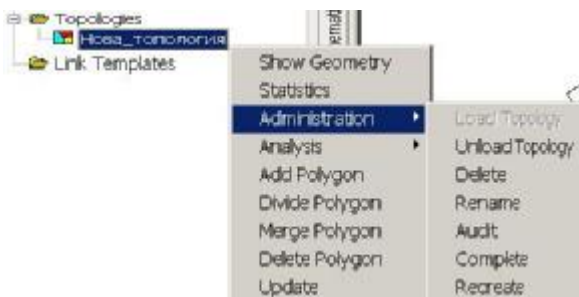 Topologies
Нова_топология
Link Templates
Show Geometry
Statistics
Administration
Analysis
Add Polygon
Divide Polygon
Merge Polygon
Delete Polygon
Update
Load Topology
Unload Topology
Delete
Rename
Audit
Complete
Recreate